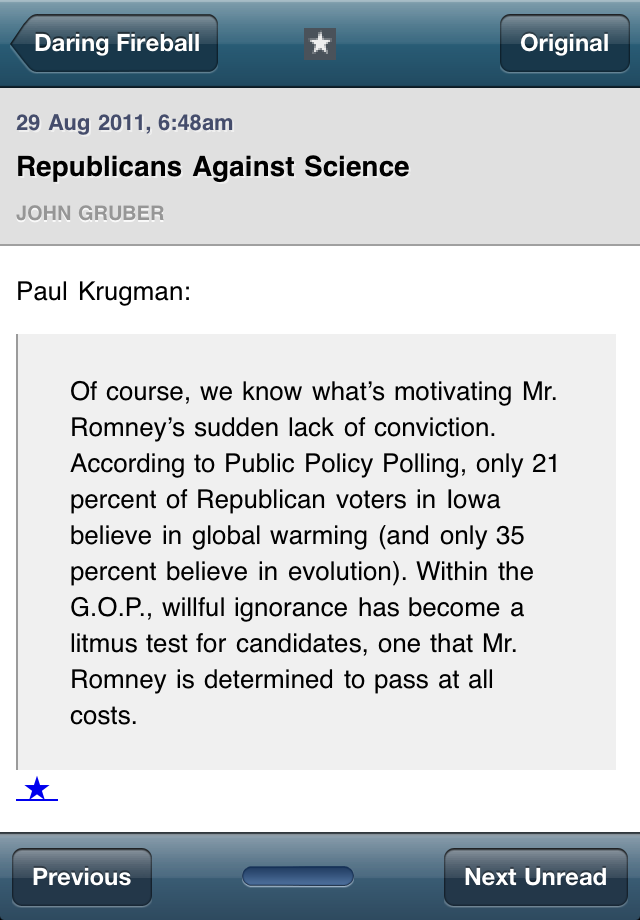 Daring Fireball
Original
29 Aug 2011, 6:48am
Republicans Against Science
JOHN GRUBER
Paul Krugman:
Of course, we know what’s motivating Mr.
Romney’s sudden lack of conviction.
According to Public Policy Polling, only 21
percent of Republican voters in Iowa
believe in global warming (and only 35
percent believe in evolution). Within the
G.O.P., willful ignorance has become a
litmus test for candidates, one that Mr.
Romney is determined to pass at all
costs.
★
Previous
Next Unread